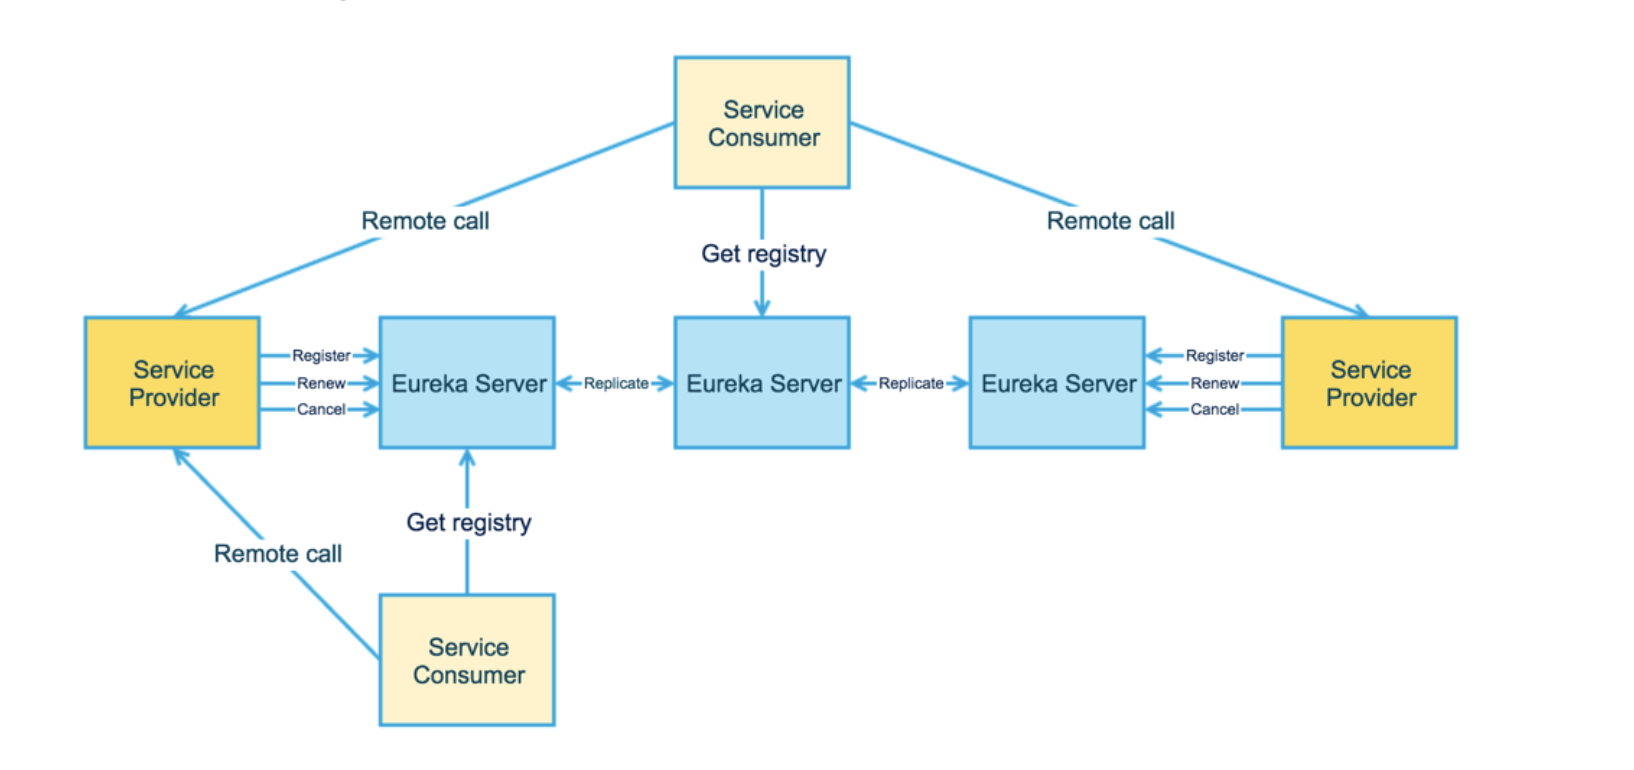 Service
Consumer
Remote call
Remote call
Get registry
Service
Provider
Register
Renew
Cancel
Eureka Server
Replicate
Eureka Server
Replicate
Eureka Server
Register
Renew
Cancel
Service
Provider
Get registry
Remote call
Service
Consumer